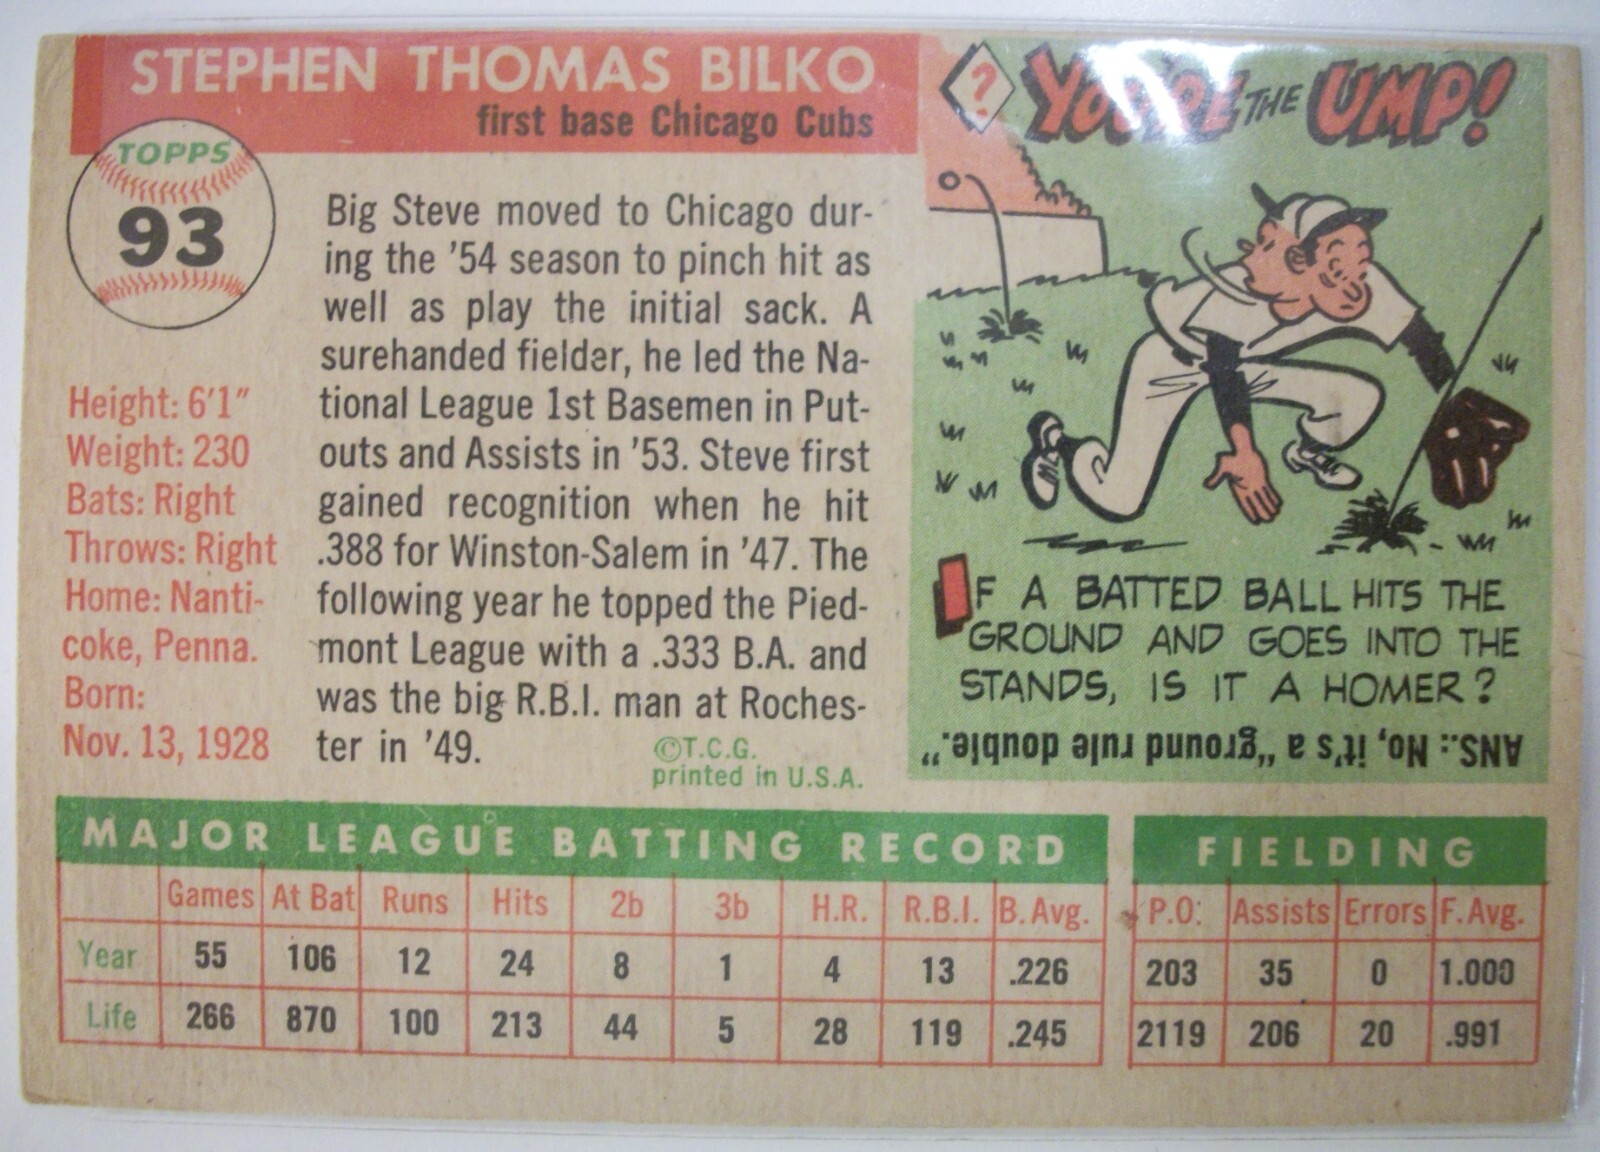 STEPHEN THOMAS BILKO
first base Chicago Cubs
TOPPS
93
Height: 6'1"
Weight: 230
Bats: Right
Throws: Right
Home: Nanti-
coke, Penna.
Born:
Nov. 13, 1928
Big Steve moved to Chicago dur-
ing the '54 season to pinch hit as
well as play the initial sack. A
surehanded fielder, he led the Na-
tional League 1st Basemen in Put-
outs and Assists in '53. Steve first
gained recognition when he hit
.388 for Winston-Salem in '47. The
following year he topped the Pied-
mont League with a .333 B.A. and
was the big R.B.I. man at Roches-
ter in '49.
©T.C.G.
printed in U.S.A.
? YOU'RE THE UMP!
IF A BATTED BALL HITS THE
GROUND AND GOES INTO THE
STANDS, IS IT A HOMER?
ANS.: No, it's a "ground rule double."
MAJOR LEAGUE BATTING RECORD
Games At Bat Runs Hits 2b 3b H.R. R.B.I. B. Avg.
Year 55 106 12 24 8 1 4 13 .226
Life 266 870 100 213 44 5 28 119 .245
FIELDING
P.O. Assists Errors F. Avg.
203 35 0 1.000
2119 206 20 .991